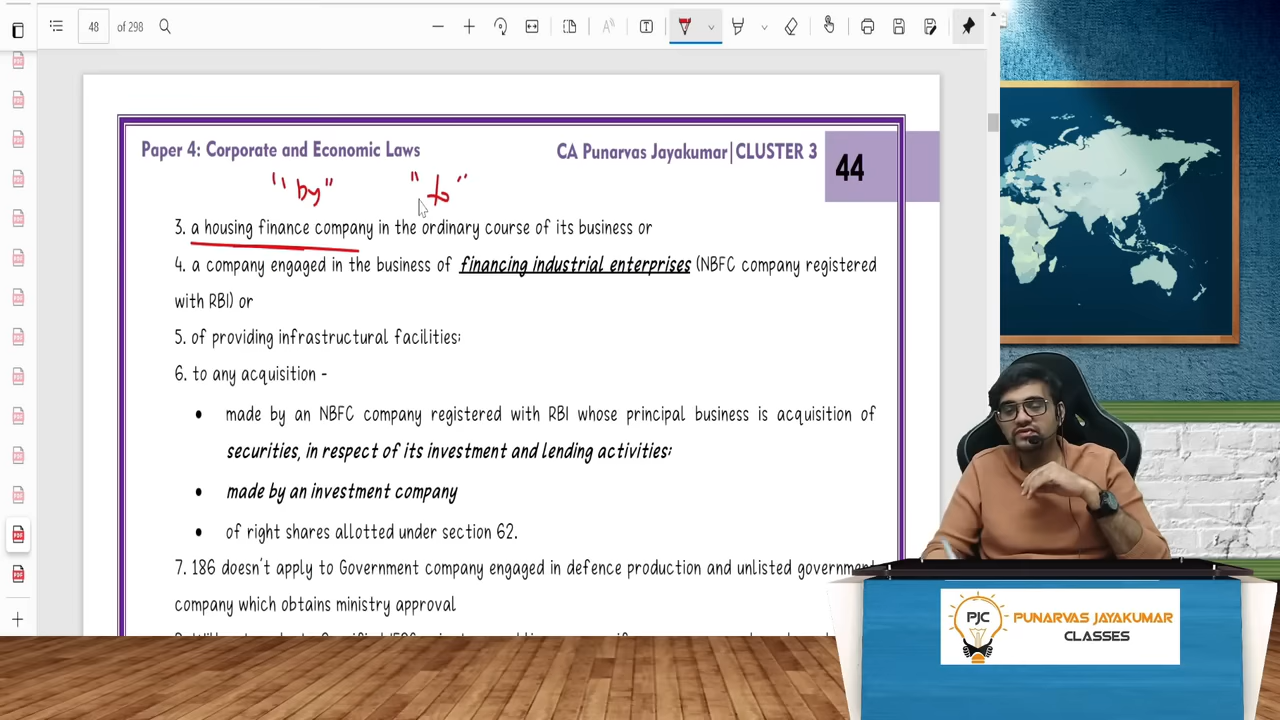 48 of 298
Paper 4: Corporate and Economic Laws
CA Punarvas Jayakumar|CLUSTER 3
44
"by" "to"
3. a housing finance company in the ordinary course of its business or
4. a company engaged in the business of financing industrial enterprises (NBFC company registered
with RBI) or
5. of providing infrastructural facilities;
6. to any acquisition -
• made by an NBFC company registered with RBI whose principal business is acquisition of
securities, in respect of its investment and lending activities;
• made by an investment company
• of right shares allotted under section 62.
7. 186 doesn't apply to Government company engaged in defence production and unlisted government
company which obtains ministry approval
PJC
PUNARVAS JAYAKUMAR
CLASSES